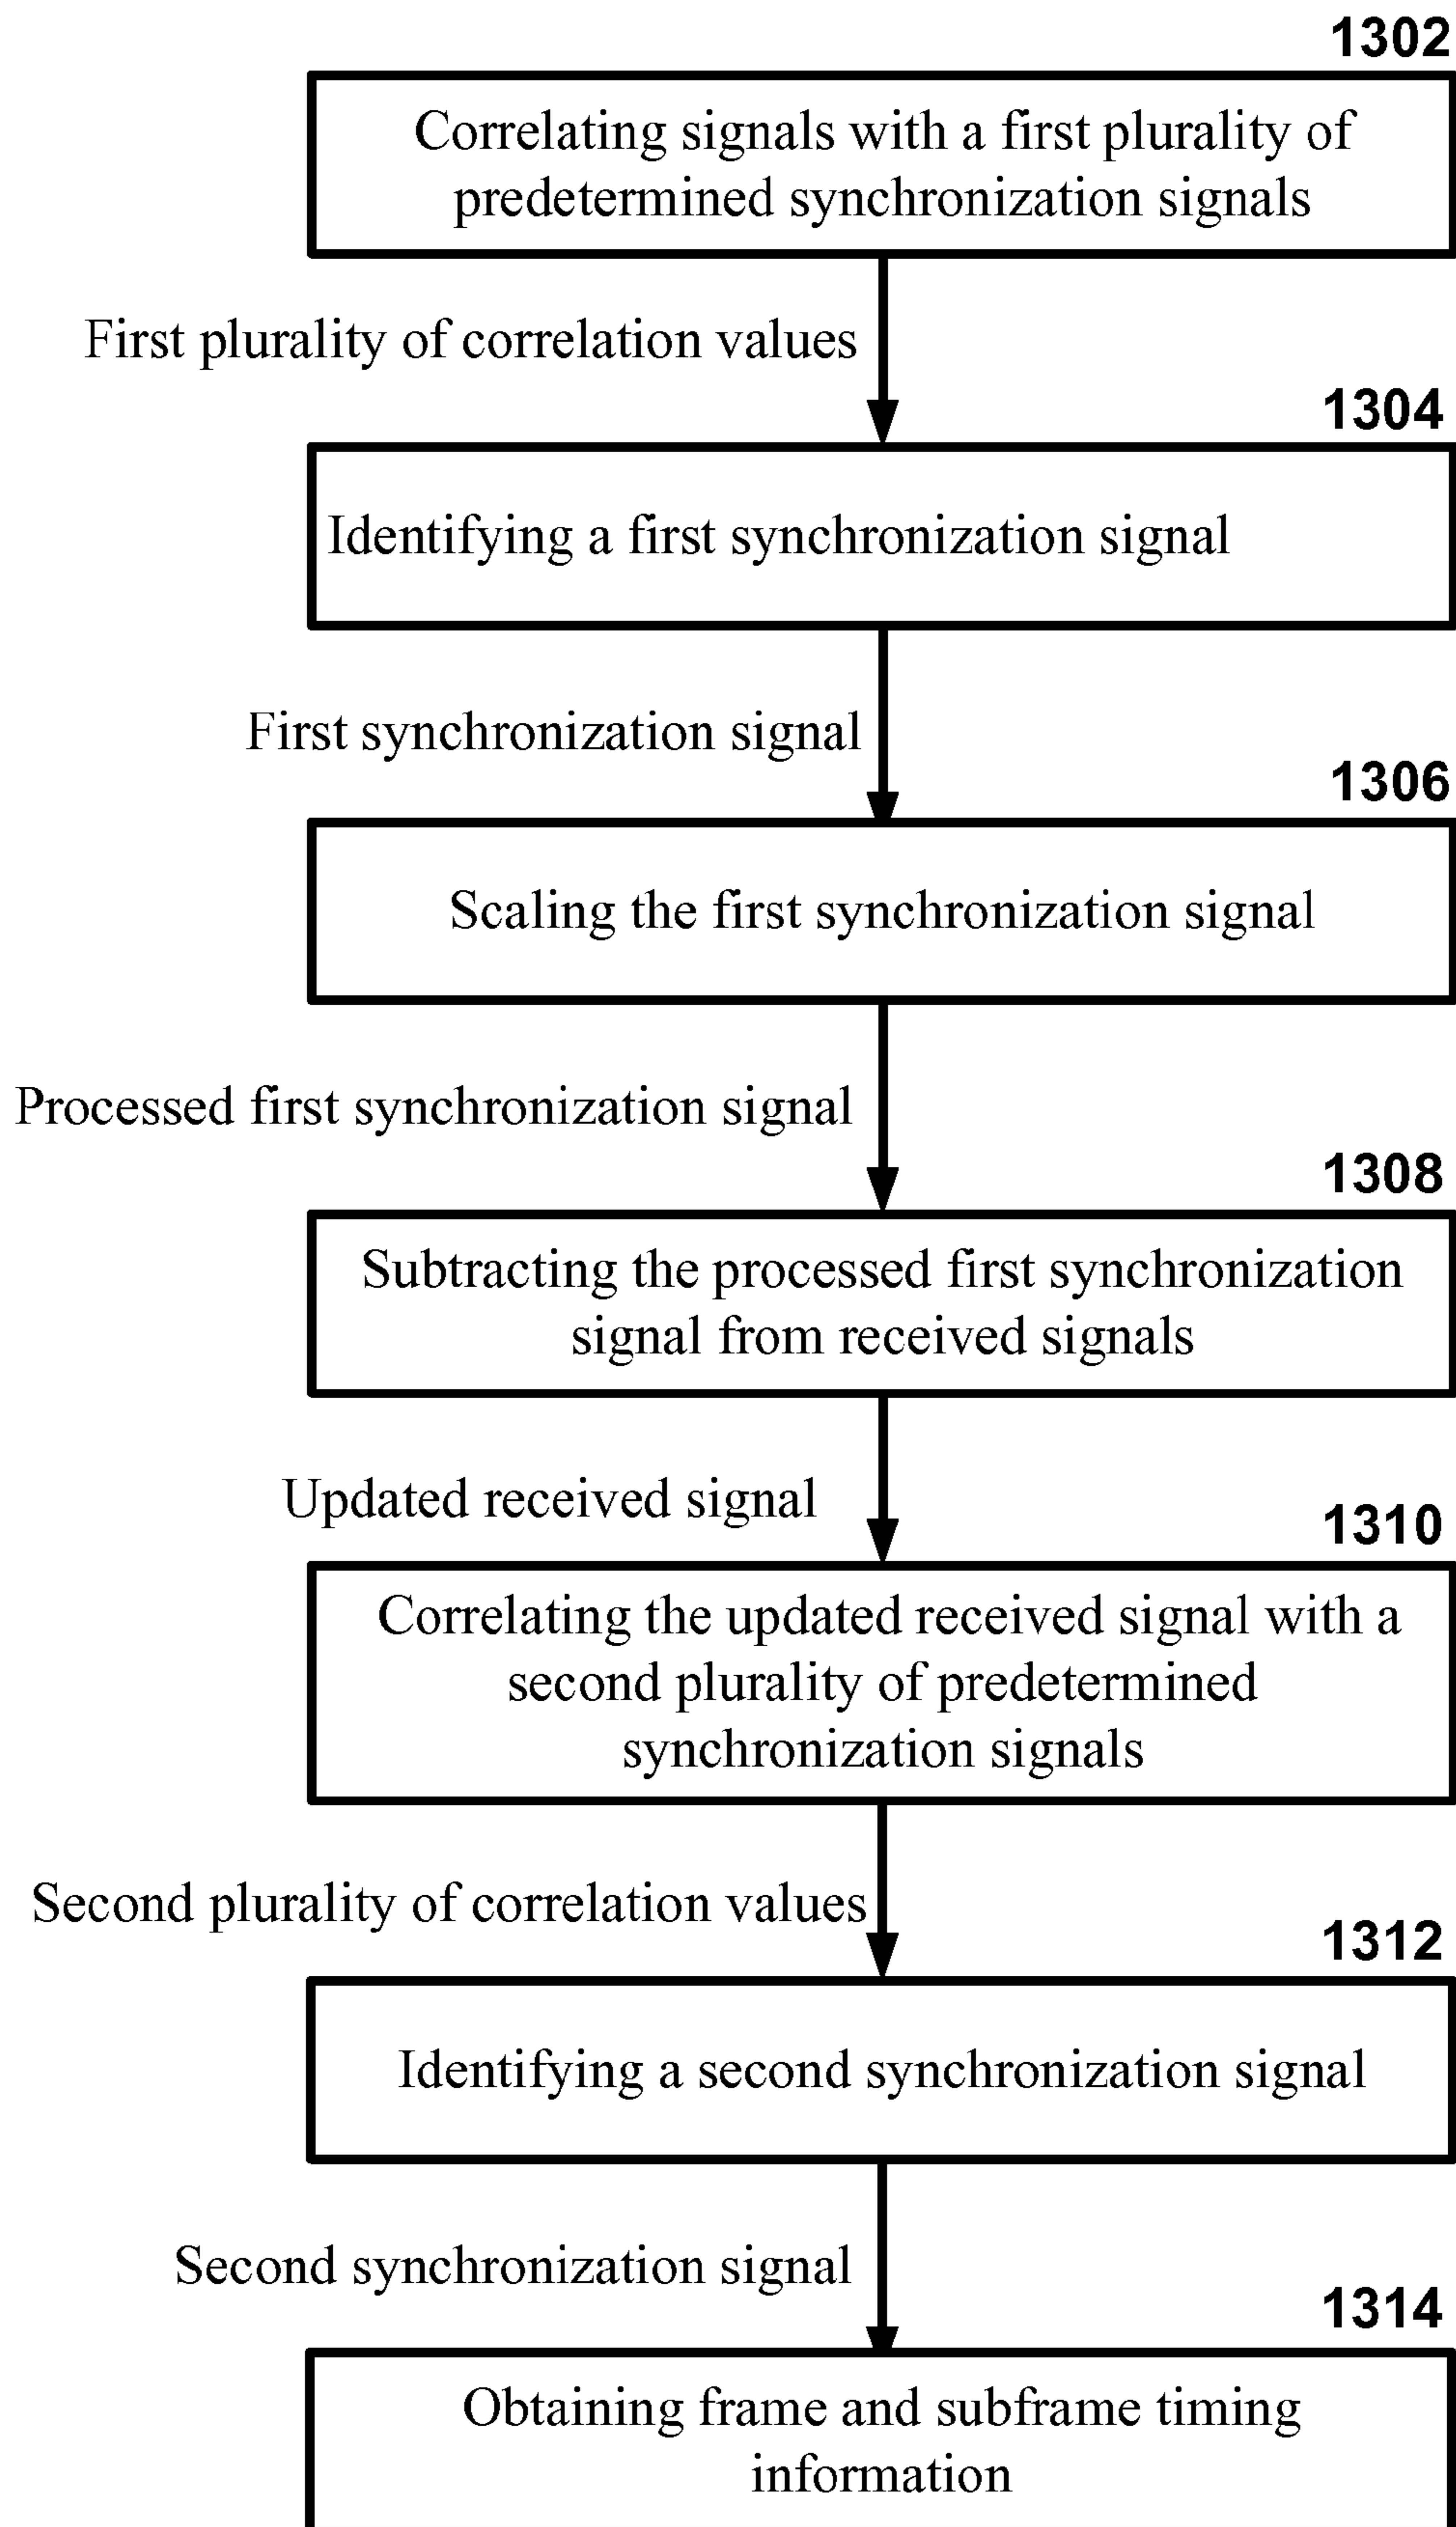 1302
Correlating signals with a first plurality of
predetermined synchronization signals
First plurality of correlation values
1304
Identifying a first synchronization signal
First synchronization signal
1306
Scaling the first synchronization signal
Processed first synchronization signal
1308
Subtracting the processed first synchronization
signal from received signals
Updated received signal
1310
Correlating the updated received signal with a
second plurality of predetermined
synchronization signals
Second plurality of correlation values
1312
Identifying a second synchronization signal
Second synchronization signal
1314
Obtaining frame and subframe timing
information